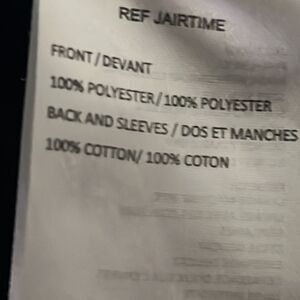 REF JAIRTIME
FRONT / DEVANT
100% POLYESTER / 100% POLYESTER
BACK AND SLEEVES / DOS ET MANCHES
100% COTTON/ 100% COTON